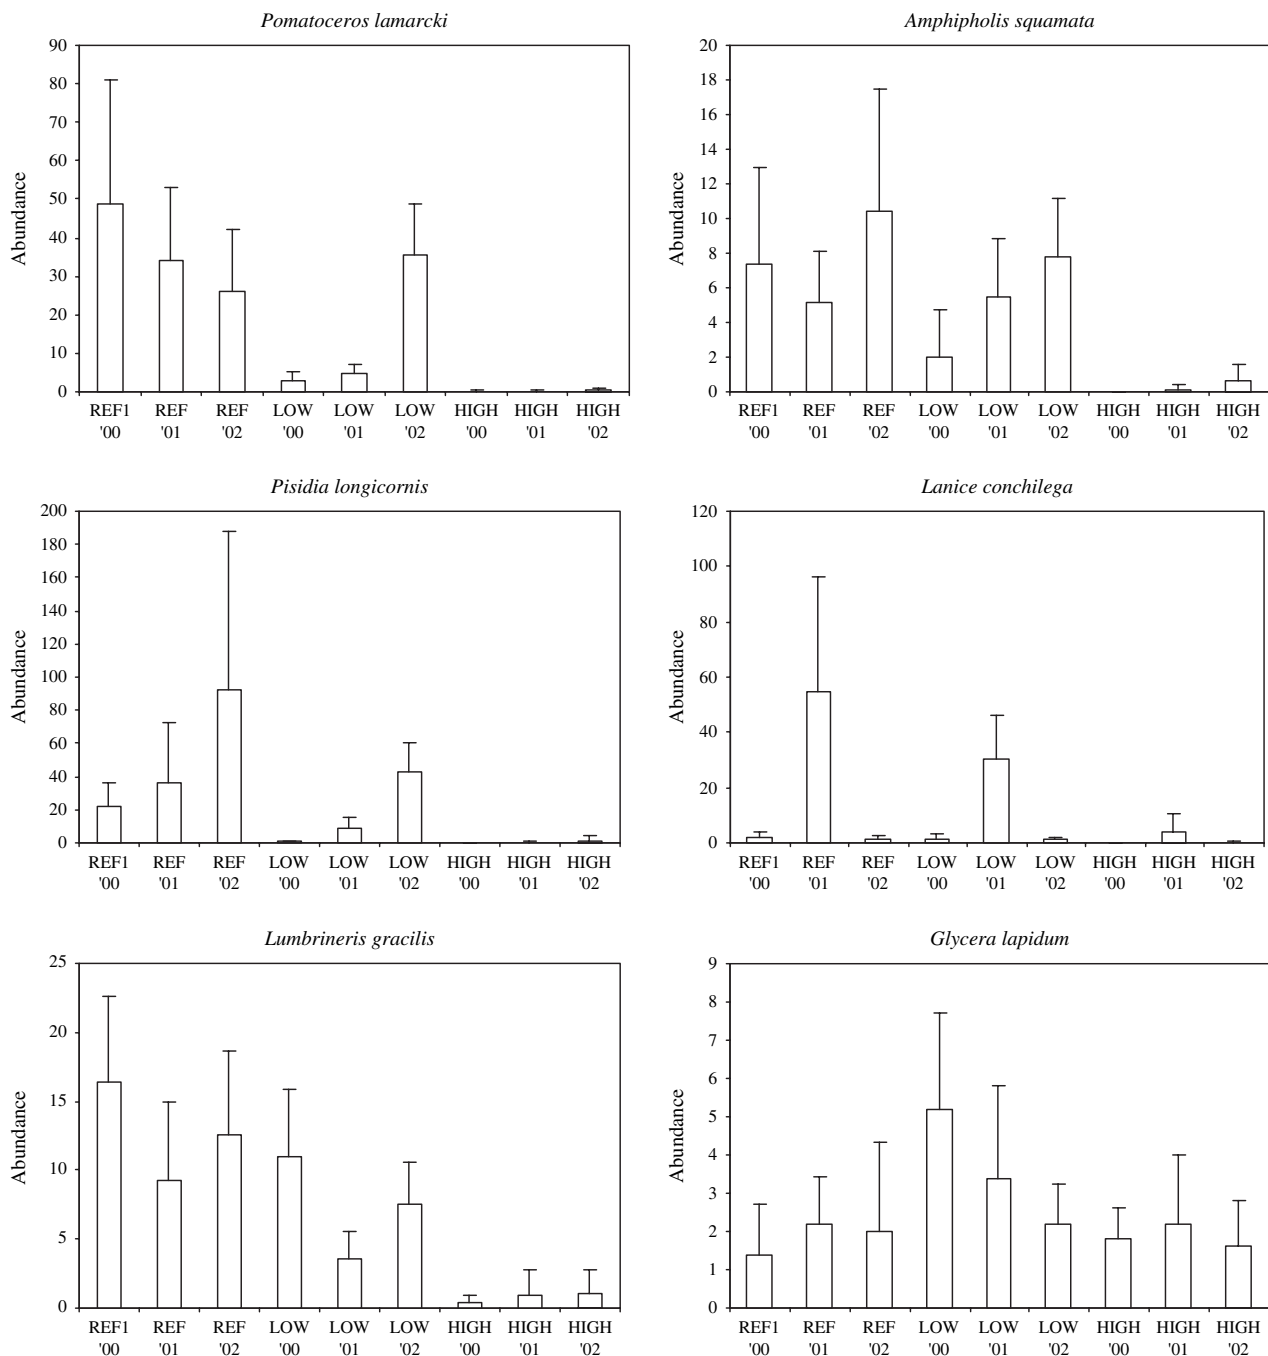 Pomatoceros lamarcki
Abundance
90
80
70
60
50
40
30
20
10
0
REF1 REF REF LOW LOW LOW HIGH HIGH HIGH
'00 '01 '02 '00 '01 '02 '00 '01 '02
Amphipholis squamata
Abundance
20
18
16
14
12
10
8
6
4
2
0
REF1 REF REF LOW LOW LOW HIGH HIGH HIGH
'00 '01 '02 '00 '01 '02 '00 '01 '02
Pisidia longicornis
Abundance
200
180
160
140
120
100
80
60
40
20
0
REF1 REF REF LOW LOW LOW HIGH HIGH HIGH
'00 '01 '02 '00 '01 '02 '00 '01 '02
Lanice conchilega
Abundance
120
100
80
60
40
20
0
REF1 REF REF LOW LOW LOW HIGH HIGH HIGH
'00 '01 '02 '00 '01 '02 '00 '01 '02
Lumbrineris gracilis
Abundance
25
20
15
10
5
0
REF1 REF REF LOW LOW LOW HIGH HIGH HIGH
'00 '01 '02 '00 '01 '02 '00 '01 '02
Glycera lapidum
Abundance
9
8
7
6
5
4
3
2
1
0
REF1 REF REF LOW LOW LOW HIGH HIGH HIGH
'00 '01 '02 '00 '01 '02 '00 '01 '02